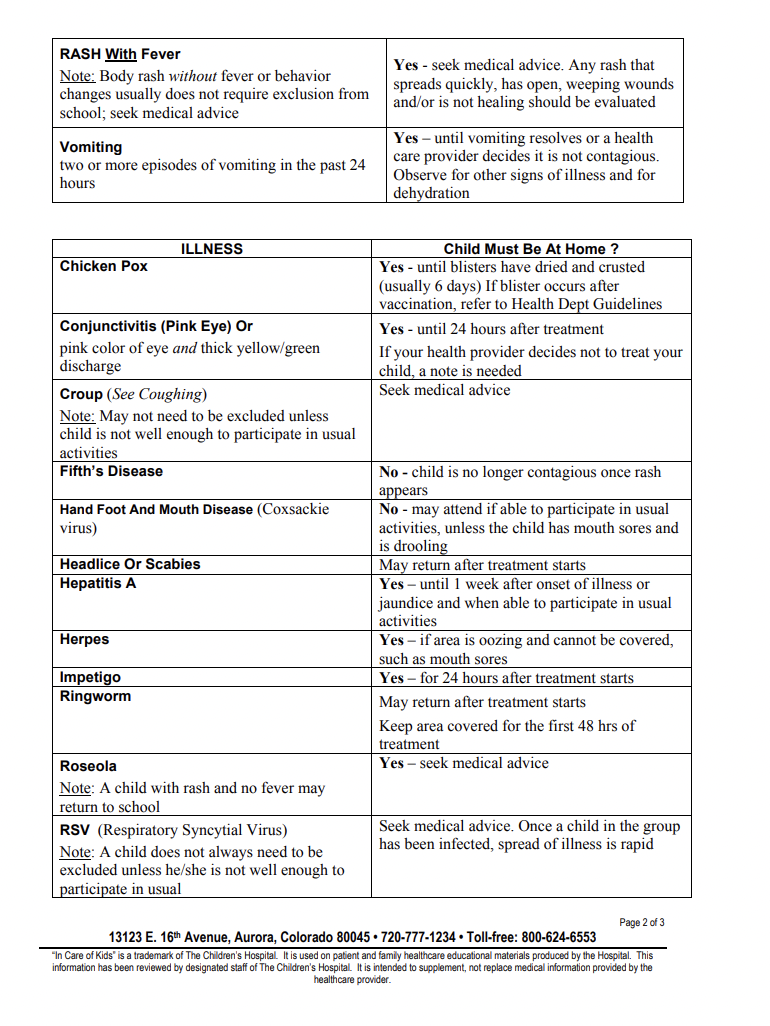 RASH With Fever
Note: Body rash without fever or behavior
changes usually does not require exclusion from
school; seek medical advice
Yes - seek medical advice. Any rash that
spreads quickly, has open, weeping wounds
and/or is not healing should be evaluated
Vomiting
two or more episodes of vomiting in the past 24
hours
Yes – until vomiting resolves or a health
care provider decides it is not contagious.
Observe for other signs of illness and for
dehydration
ILLNESS
Child Must Be At Home ?
Chicken Pox
Yes - until blisters have dried and crusted
(usually 6 days) If blister occurs after
vaccination, refer to Health Dept Guidelines
Conjunctivitis (Pink Eye) Or
pink color of eye and thick yellow/green
discharge
Yes - until 24 hours after treatment
If your health provider decides not to treat your
child, a note is needed
Croup (See Coughing)
Note: May not need to be excluded unless
child is not well enough to participate in usual
activities
Seek medical advice
Fifth's Disease
No - child is no longer contagious once rash
appears
Hand Foot And Mouth Disease (Coxsackie
virus)
No - may attend if able to participate in usual
activities, unless the child has mouth sores and
is drooling
Headlice Or Scabies
May return after treatment starts
Hepatitis A
Yes – until 1 week after onset of illness or
jaundice and when able to participate in usual
activities
Herpes
Yes – if area is oozing and cannot be covered,
such as mouth sores
Impetigo
Yes – for 24 hours after treatment starts
Ringworm
May return after treatment starts
Keep area covered for the first 48 hrs of
treatment
Roseola
Note: A child with rash and no fever may
return to school
Yes – seek medical advice
RSV (Respiratory Syncytial Virus)
Note: A child does not always need to be
excluded unless he/she is not well enough to
participate in usual
Seek medical advice. Once a child in the group
has been infected, spread of illness is rapid
Page 2 of 3
13123 E. 16th Avenue, Aurora, Colorado 80045 • 720-777-1234 • Toll-free: 800-624-6553
"In Care of Kids" is a trademark of The Children's Hospital. It is used on patient and family healthcare educational materials produced by the Hospital. This
information has been reviewed by designated staff of The Children's Hospital. It is intended to supplement, not replace medical information provided by the
healthcare provider.